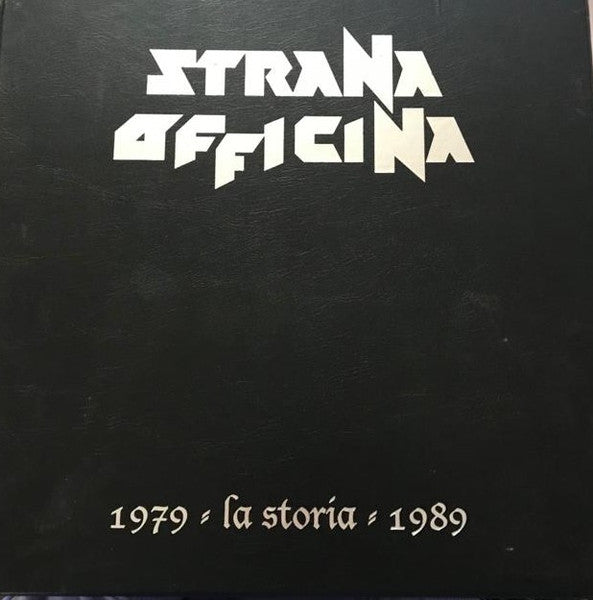 STRANA
OFFICINA
1979 - la storia - 1989